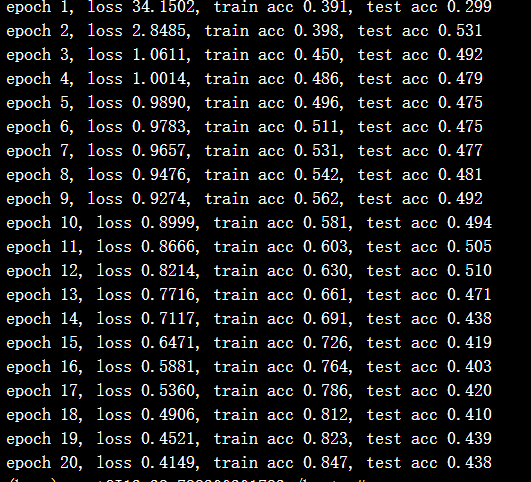 epoch 1, loss 34.1502, train acc 0.391, test acc 0.299
epoch 2, loss 2.8485, train acc 0.398, test acc 0.531
epoch 3, loss 1.0611, train acc 0.450, test acc 0.492
epoch 4, loss 1.0014, train acc 0.486, test acc 0.479
epoch 5, loss 0.9890, train acc 0.496, test acc 0.475
epoch 6, loss 0.9783, train acc 0.511, test acc 0.475
epoch 7, loss 0.9657, train acc 0.531, test acc 0.477
epoch 8, loss 0.9476, train acc 0.542, test acc 0.481
epoch 9, loss 0.9274, train acc 0.562, test acc 0.492
epoch 10, loss 0.8999, train acc 0.581, test acc 0.494
epoch 11, loss 0.8666, train acc 0.603, test acc 0.505
epoch 12, loss 0.8214, train acc 0.630, test acc 0.510
epoch 13, loss 0.7716, train acc 0.661, test acc 0.471
epoch 14, loss 0.7117, train acc 0.691, test acc 0.438
epoch 15, loss 0.6471, train acc 0.726, test acc 0.419
epoch 16, loss 0.5881, train acc 0.764, test acc 0.403
epoch 17, loss 0.5360, train acc 0.786, test acc 0.420
epoch 18, loss 0.4906, train acc 0.812, test acc 0.410
epoch 19, loss 0.4521, train acc 0.823, test acc 0.439
epoch 20, loss 0.4149, train acc 0.847, test acc 0.438